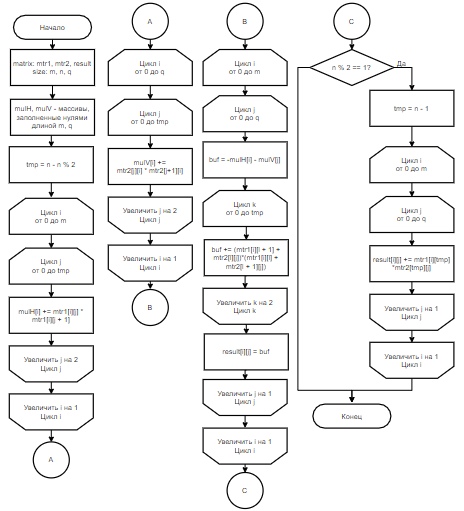 Начало
matrix: mtr1, mtr2, result
size: m, n, q
mulH, mulV - массивы,
заполненные нулями
длиной m, q
tmp = n - n % 2
Цикл i
от 0 до m
Цикл j
от 0 до tmp
mulH[i] += mtr1[i][j] *
mtr1[i][j + 1]
Увеличить j на 2
Цикл j
Увеличить i на 1
Цикл i
A
A
Цикл i
от 0 до q
Цикл j
от 0 до tmp
mulV[i] +=
mtr2[j][i] * mtr2[j+1][i]
Увеличить j на 2
Цикл j
Увеличить i на 1
Цикл i
B
B
Цикл i
от 0 до m
Цикл j
от 0 до q
buf = -mulH[i] - mulV[j]
Цикл k
от 0 до tmp
buf += (mtr1[i][i + 1] +
mtr2[i][j])*(mtr1[i][i] +
mtr2[i + 1][j])
Увеличить k на 2
Цикл k
result[i][j] = buf
Увеличить j на 1
Цикл j
Увеличить i на 1
Цикл i
C
C
n % 2 == 1?
Да
tmp = n - 1
Цикл i
от 0 до m
Цикл j
от 0 до q
result[i][j] += mtr1[i][tmp]
*mtr2[tmp][j]
Увеличить j на 1
Цикл j
Увеличить i на 1
Цикл i
Конец